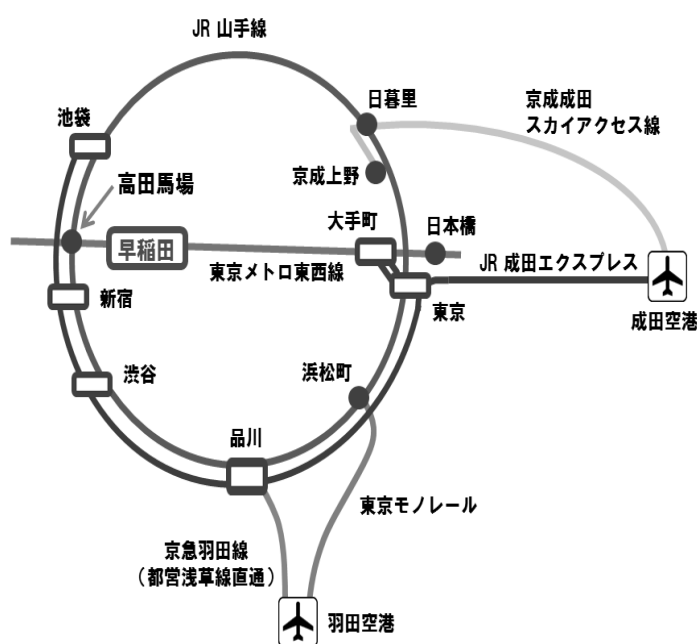 JR 山手線
日暮里
京成成田
スカイアクセス線
池袋
高田馬場
京成上野
大手町
日本橋
早稲田
東京メトロ東西線
JR 成田エクスプレス
新宿
東京
成田空港
渋谷
浜松町
品川
東京モノレール
京急羽田線
（都営浅草線直通）
羽田空港